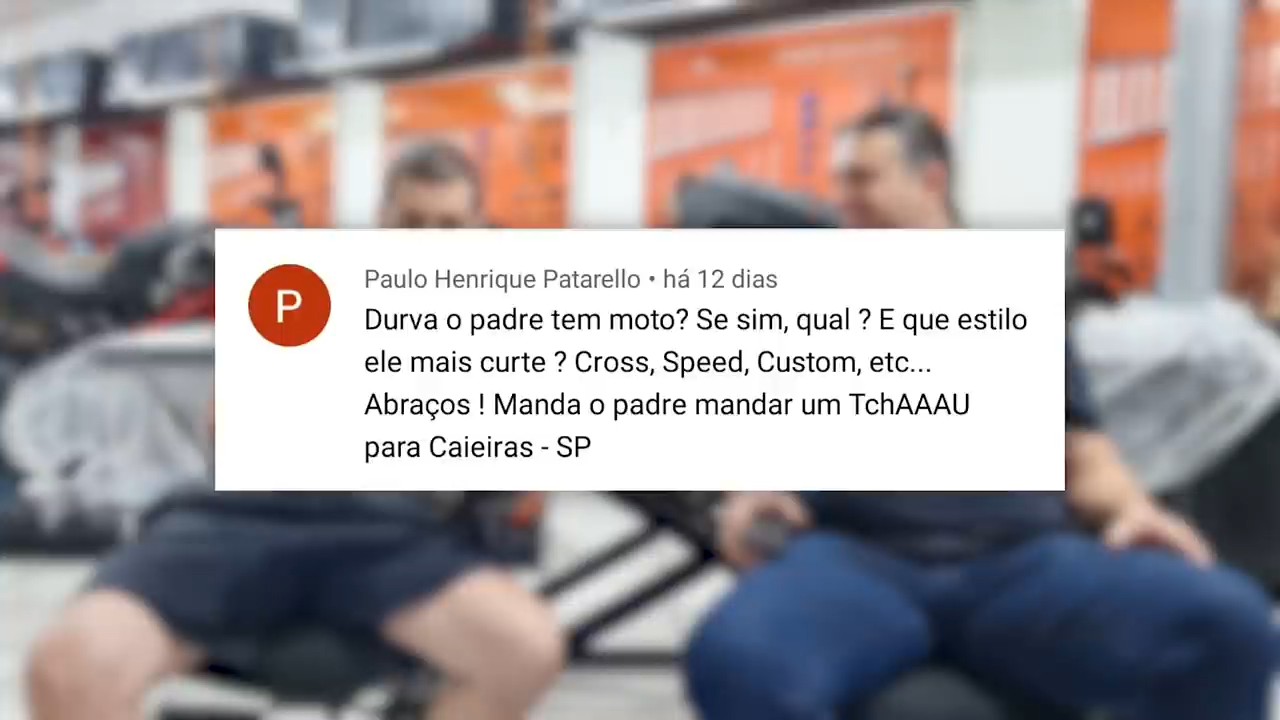 P
Paulo Henrique Patarello • há 12 dias
Durva o padre tem moto? Se sim, qual ? E que estilo
ele mais curte ? Cross, Speed, Custom, etc...
Abraços ! Manda o padre mandar um TchAAAU
para Caieiras - SP